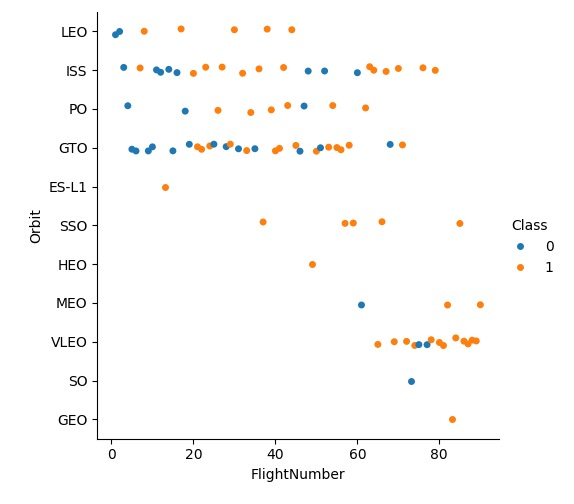 LEO
ISS
PO
GTO
ES-L1
SSO
HEO
MEO
VLEO
SO
GEO
Orbit
0 20 40 60 80
FlightNumber
Class
0
1